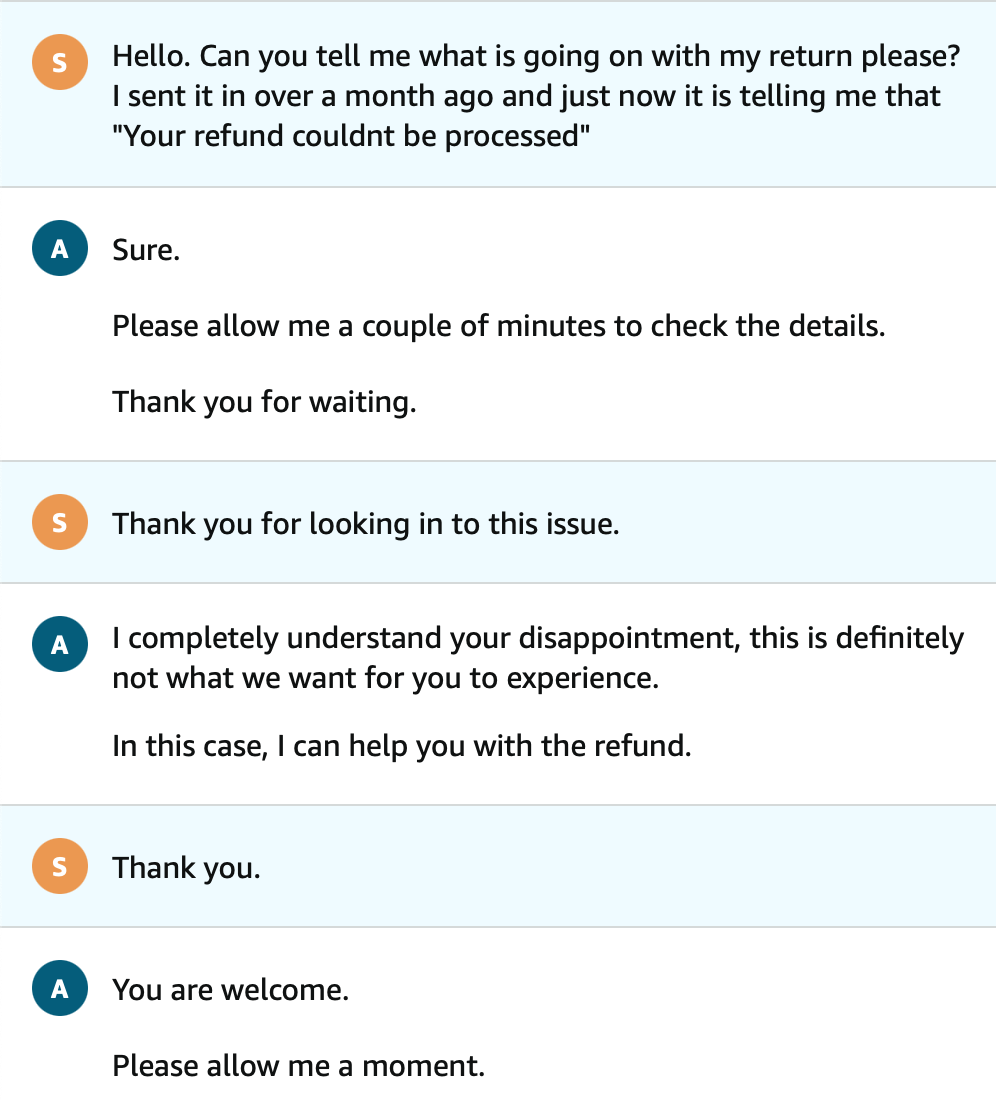 S
Hello. Can you tell me what is going on with my return please?
I sent it in over a month ago and just now it is telling me that
"Your refund couldnt be processed"
A
Sure.
Please allow me a couple of minutes to check the details.
Thank you for waiting.
S
Thank you for looking in to this issue.
A
I completely understand your disappointment, this is definitely
not what we want for you to experience.
In this case, I can help you with the refund.
S
Thank you.
A
You are welcome.
Please allow me a moment.